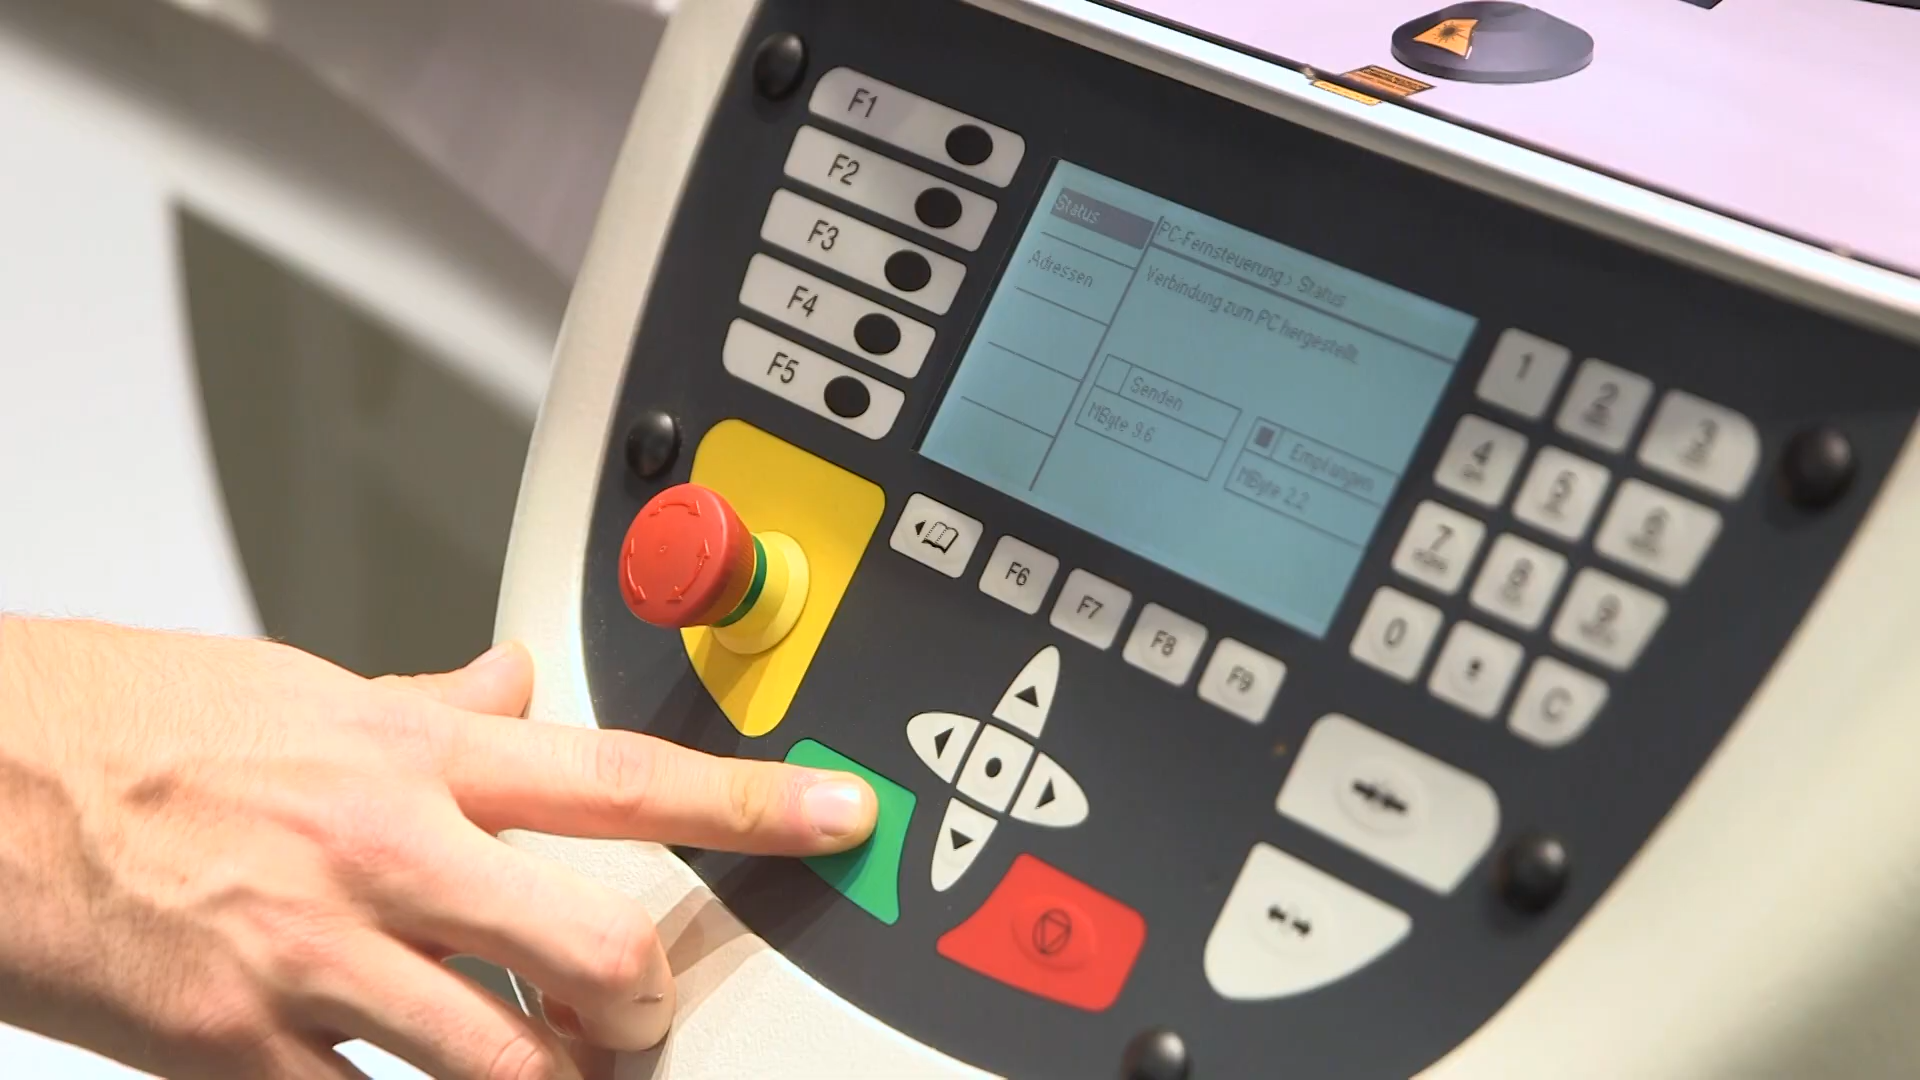 F1
F2
F3
F4
F5
Status
Adressen
PC-Fernsteuerung> Status
Verbindung zum PC hergestellt.
Senden
MByte 9.6
Empfangen
MByte 2.2
F6
F7
F8
F9
1
2
3
4
5
6
7
8
9
0
C